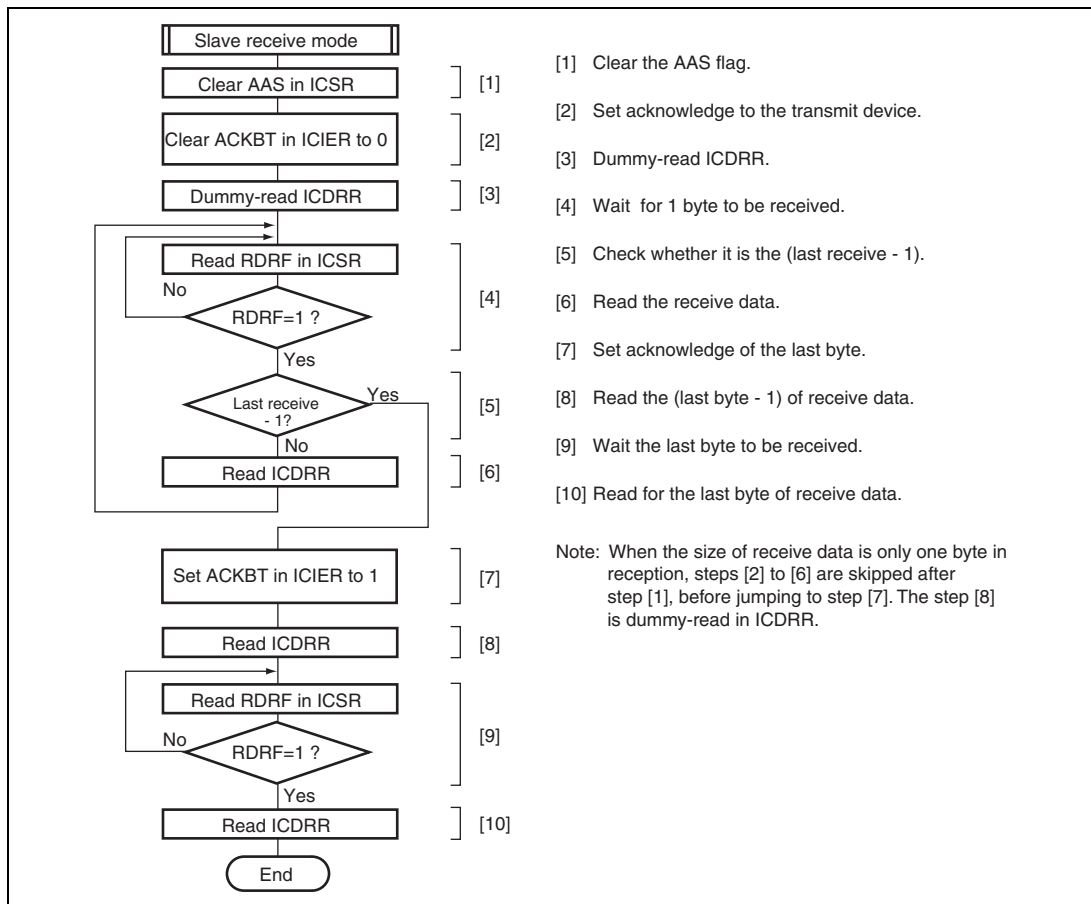 Slave receive mode
Clear AAS in ICSR
[1]
Clear ACKBT in ICIER to 0
[2]
Dummy-read ICDRR
[3]
Read RDRF in ICSR
No
RDRF=1 ?
[4]
Yes
Last receive
- 1?
Yes
[5]
No
Read ICDRR
[6]
Set ACKBT in ICIER to 1
[7]
Read ICDRR
[8]
Read RDRF in ICSR
No
RDRF=1 ?
[9]
Yes
Read ICDRR
[10]
End
[1] Clear the AAS flag.
[2] Set acknowledge to the transmit device.
[3] Dummy-read ICDRR.
[4] Wait for 1 byte to be received.
[5] Check whether it is the (last receive - 1).
[6] Read the receive data.
[7] Set acknowledge of the last byte.
[8] Read the (last byte - 1) of receive data.
[9] Wait the last byte to be received.
[10] Read for the last byte of receive data.
Note: When the size of receive data is only one byte in
reception, steps [2] to [6] are skipped after
step [1], before jumping to step [7]. The step [8]
is dummy-read in ICDRR.